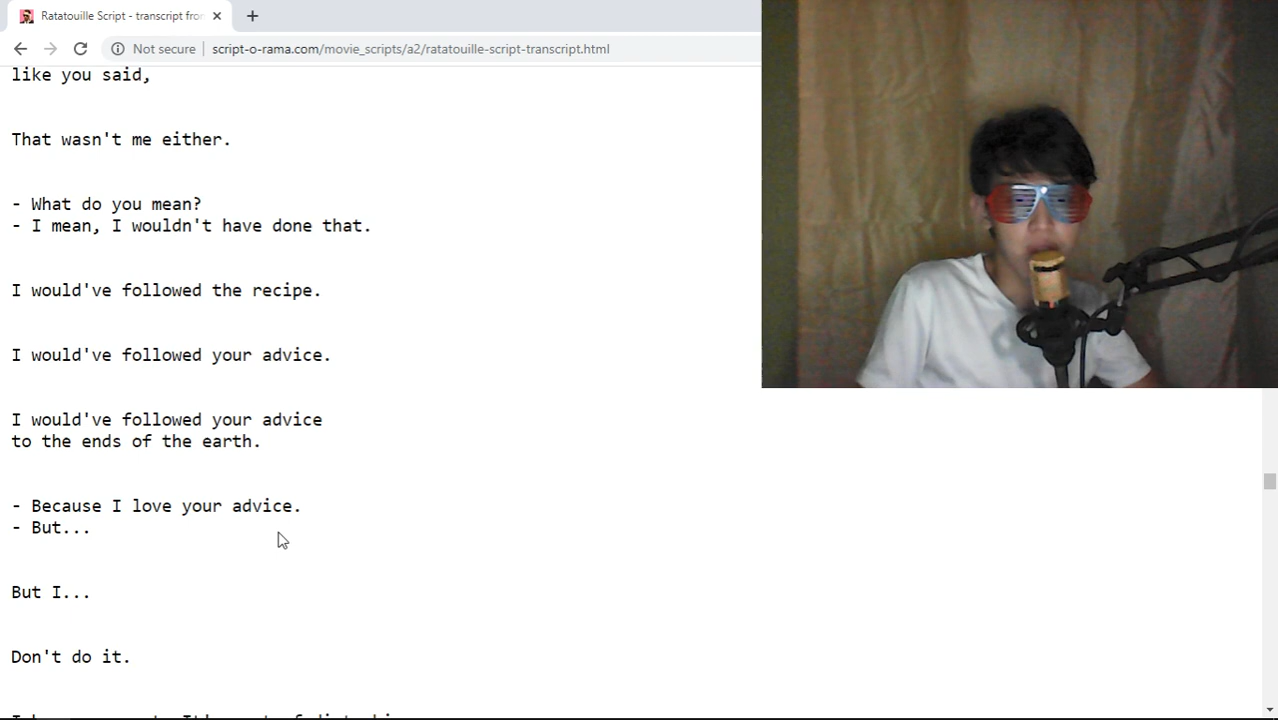 Ratatouille Script - transcript fro
Not secure
script-o-rama.com/movie_scripts/a2/ratatouille-script-transcript.html
like you said,
That wasn't me either.
- What do you mean?
- I mean, I wouldn't have done that.
I would've followed the recipe.
I would've followed your advice.
I would've followed your advice
to the ends of the earth.
- Because I love your advice.
- But...
But I...
Don't do it.